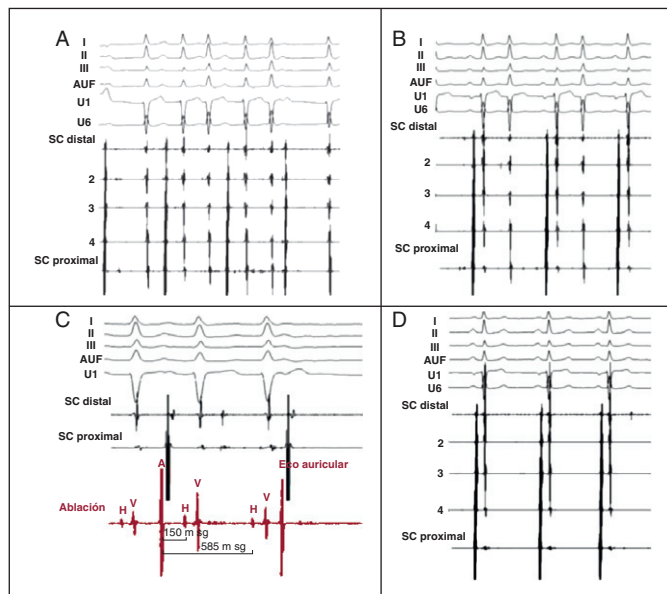 A
I
II
III
AUF
U1
U6
SC distal
2
3
4
SC proximal
B
I
II
III
AUF
U1
U6
SC distal
2
3
4
SC proximal
C
I
II
III
AUF
U1
SC distal
SC proximal
A
Eco auricular
Ablación
H
V
H
V
H
V
150 m sg
585 m sg
D
I
II
III
AUF
U1
U6
SC distal
2
3
4
SC proximal